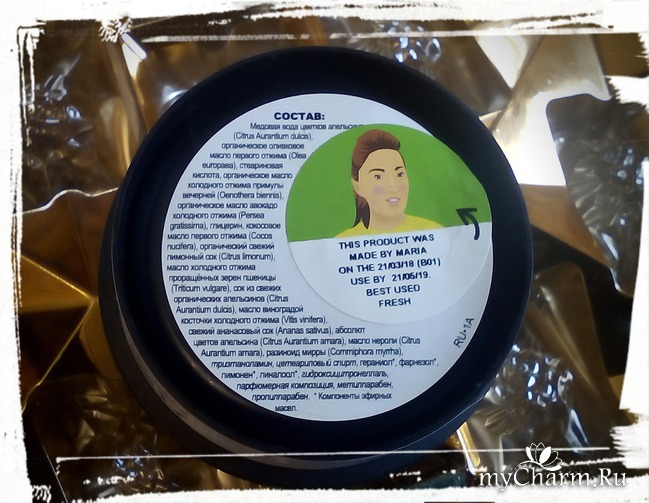 СОСТАВ:
Медовая вода цветков апельсина
(Citrus Aurantium dulcis),
органическое оливковое
масло первого отжима (Olea
europaea), стеариновая
кислота, органическое масло
холодного отжима примулы
вечерней (Oenothera biennis),
органическое масло авокадо
холодного отжима (Persea
gratissima), глицерин, кокосовое
масло первого отжима (Cocos
nucifera), органический свежий
лимонный сок (Citrus limonum),
масло холодного отжима
проращённых зерен пшеницы
(Triticum vulgare), сок из свежих
органических апельсинов (Citrus
Aurantium dulcis), масло виноградой
косточки холодного отжима (Vitis vinifera),
свежий ананасовый сок (Ananas sativus), абсолют
цветов апельсина (Citrus Aurantium amara), масло нероли (Citrus
Aurantium amara), разиноид мирры (Commiphora myrrha),
триэтаноламин, цетеариловый спирт, гераниол*, фарнезол*,
лимонен*, линалоол*, гидроксицитронеллаль,
парфюмерная композиция, метилпарабен,
пропилпарабен. * Компоненты эфирных
масел.
THIS PRODUCT WAS
MADE BY MARIA
ON THE 21/03/18 (B01)
USE BY 21/05/19.
BEST USED
FRESH
RU-1A
myCharm.Ru